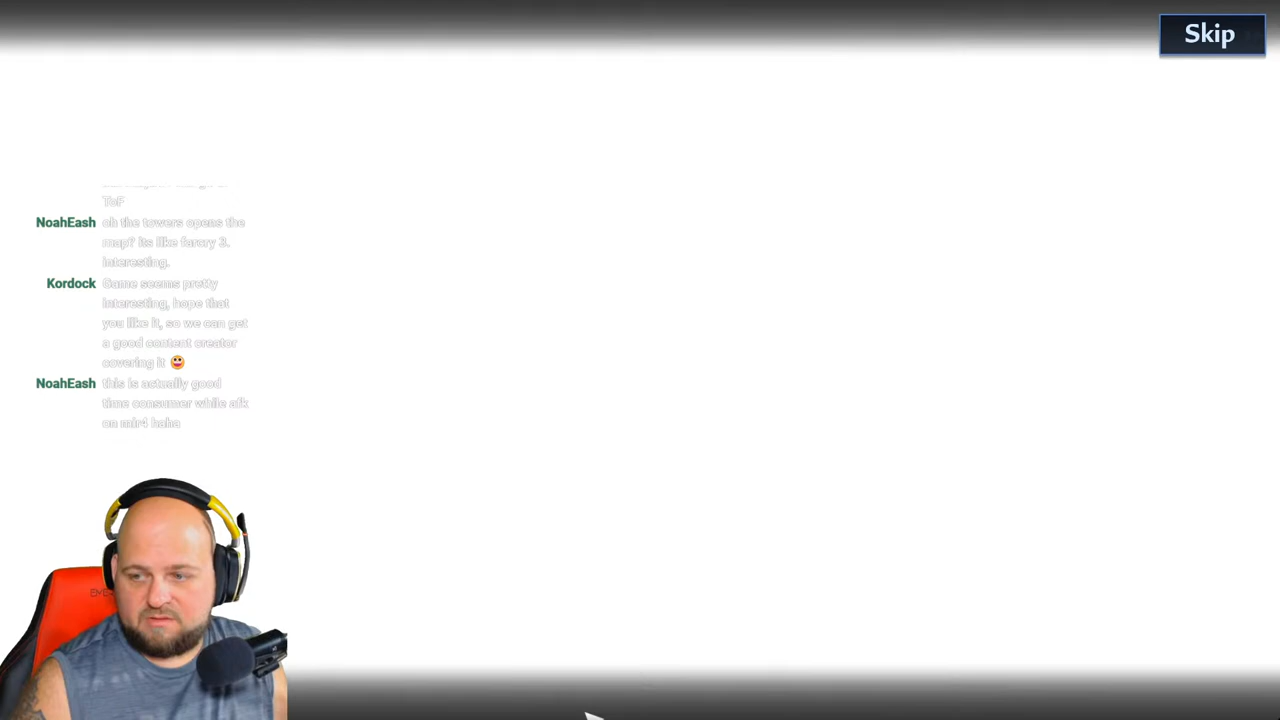 Skip
ToF
NoahEash oh the towers opens the
map? its like farcry 3.
interesting.
Kordock Game seems pretty
interesting, hope that
you like it, so we can get
a good content creator
covering it 😀
NoahEash this is actually good
time consumer while afk
on mir4 haha